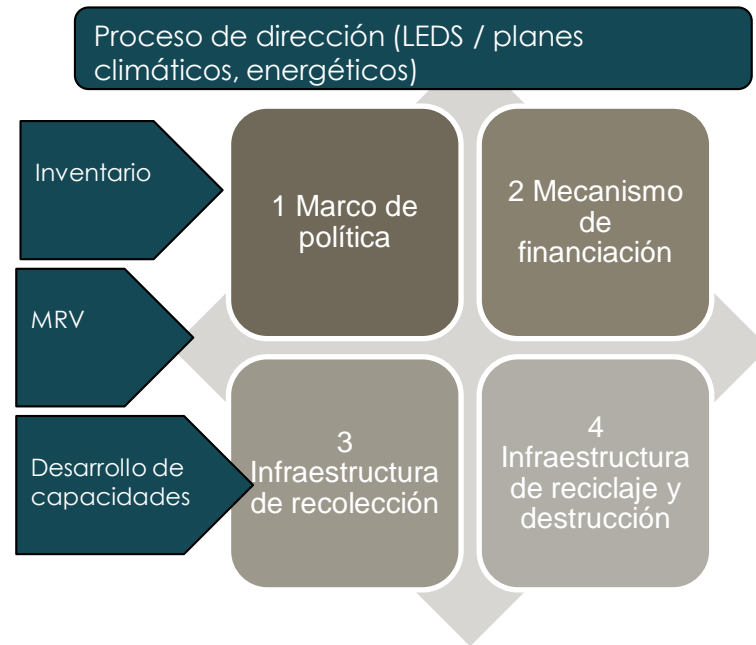 Proceso de dirección (LEDS / planes
climáticos, energéticos)
Inventario
1 Marco de
política
2 Mecanismo
de
financiación
MRV
Desarrollo de
capacidades
3
Infraestructura
de recolección
4
Infraestructura
de reciclaje y
destrucción